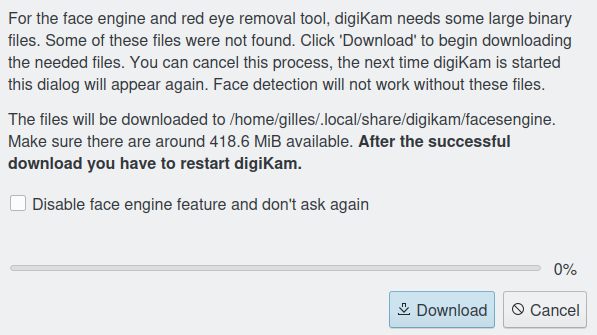 For the face engine and red eye removal tool, digiKam needs some large binary
files. Some of these files were not found. Click 'Download' to begin downloading
the needed files. You can cancel this process, the next time digiKam is started
this dialog will appear again. Face detection will not work without these files.
The files will be downloaded to /home/gilles/.local/share/digikam/facesengine.
Make sure there are around 418.6 MiB available. After the successful
download you have to restart digiKam.
Disable face engine feature and don't ask again
0%
Download
Cancel